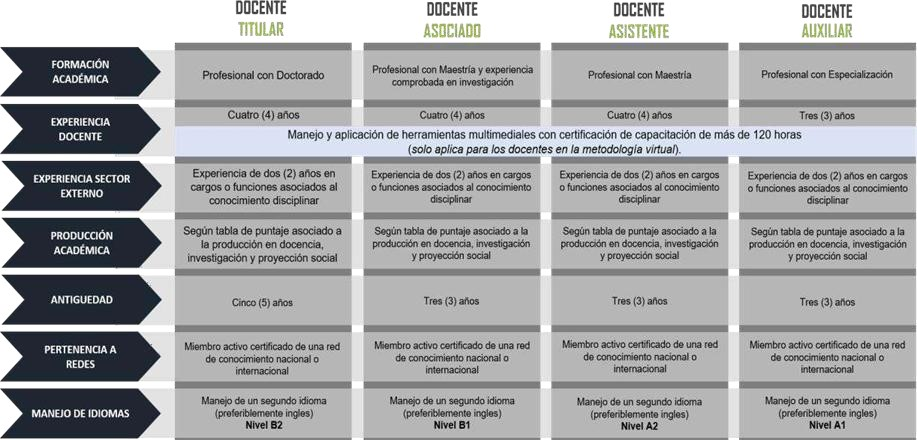 DOCENTE
TITULAR
DOCENTE
ASOCIADO
DOCENTE
ASISTENTE
DOCENTE
AUXILIAR
FORMACIÓN
ACADÉMICA
Profesional con Doctorado
Profesional con Maestría y experiencia
comprobada en investigación
Profesional con Maestría
Profesional con Especialización
EXPERIENCIA
DOCENTE
Cuatro (4) años
Cuatro (4) años
Cuatro (4) años
Tres (3) años
Manejo y aplicación de herramientas multimediales con certificación de capacitación de más de 120 horas
(solo aplica para los docentes en la metodología virtual).
EXPERIENCIA SECTOR
EXTERNO
Experiencia de dos (2) años en
cargos o funciones asociados al
conocimiento disciplinar
Experiencia de dos (2) años en cargos
o funciones asociados al conocimiento
disciplinar
Experiencia de dos (2) años en cargos
o funciones asociados al conocimiento
disciplinar
Experiencia de dos (2) años en cargos
o funciones asociados al conocimiento
disciplinar
PRODUCCIÓN
ACADÉMICA
Según tabla de puntaje asociado a
la producción en docencia,
investigación y proyección social
Según tabla de puntaje asociado a la
producción en docencia, investigación
y proyección social
Según tabla de puntaje asociado a la
producción en docencia, investigación
y proyección social
Según tabla de puntaje asociado a la
producción en docencia, investigación
y proyección social
ANTIGUEDAD
Cinco (5) años
Tres (3) años
Tres (3) años
Tres (3) años
PERTENENCIA A
REDES
Miembro activo certificado de una red
de conocimiento nacional o
internacional
Miembro activo certificado de una red
de conocimiento nacional o
internacional
Miembro activo certificado de una red
de conocimiento nacional o
internacional
Miembro activo certificado de una red
de conocimiento nacional o
internacional
MANEJO DE IDIOMAS
Manejo de un segundo idioma
(preferiblemente ingles)
Nivel B2
Manejo de un segundo idioma
(preferiblemente ingles)
Nivel B1
Manejo de un segundo idioma
(preferiblemente ingles)
Nivel A2
Manejo de un segundo idioma
(preferiblemente ingles)
Nivel A1